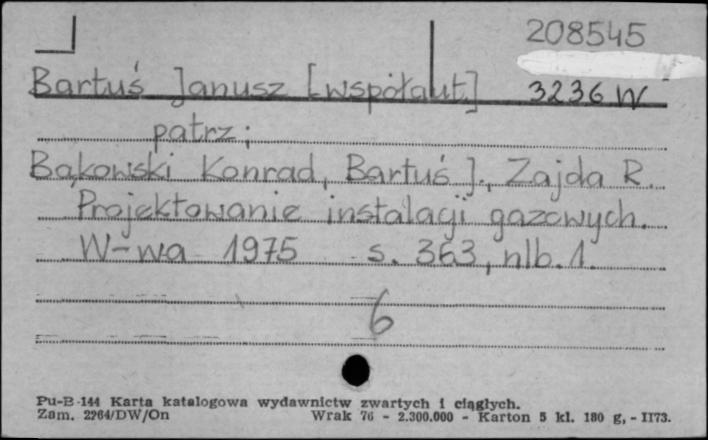 208545
Bartuś Janusz [współaut.] 3236 W
patrz:
Bąkowski Konrad, Bartuś J., Zajda R.
Projektowanie instalacji gazowych.
W-wa 1975 s. 363, nlb. 1.
6
Pu-B-144 Karta katalogowa wydawnictw zwartych i ciągłych.
Zam. 2264/DW/On Wrak 76 - 2.300.000 - Karton 5 kl. 180 g, - II73.